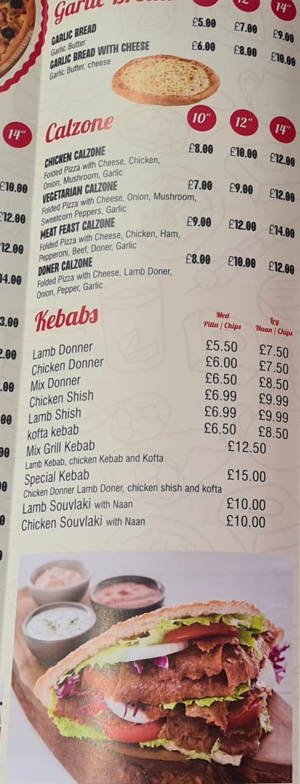 Garlic Bread 12" 14"
GARLIC BREAD £5.00 £7.00 £9.00
Garlic Butter
GARLIC BREAD WITH CHEESE £6.00 £8.00 £10.00
Garlic Butter, cheese
14" Calzone 10" 12" 14"
CHICKEN CALZONE £8.00 £10.00 £12.00
Folded Pizza with Cheese, Chicken,
Onion, Mushroom, Garlic
VEGETARIAN CALZONE £7.00 £9.00 £12.00
Folded Pizza with Cheese, Onion, Mushroom,
Sweetcorn Peppers, Garlic
MEAT FEAST CALZONE £9.00 £12.00 £14.00
Folded Pizza with Cheese, Chicken, Ham,
Pepperoni, Beef, Doner, Garlic
DONER CALZONE £8.00 £10.00 £12.00
Folded Pizza with Cheese, Lamb Doner,
Onion, Pepper, Garlic
Kebabs
Med Lrg
Pitta / Chips Naan / Chips
Lamb Donner £5.50 £7.50
Chicken Donner £6.00 £7.50
Mix Donner £6.50 £8.50
Chicken Shish £6.99 £9.99
Lamb Shish £6.99 £9.99
kofta kebab £6.50 £8.50
Mix Grill Kebab £12.50
Lamb Kebab, chicken Kebab and Kofta
Special Kebab £15.00
Chicken Donner Lamb Doner, chicken shish and kofta
Lamb Souvlaki with Naan £10.00
Chicken Souvlaki with Naan £10.00